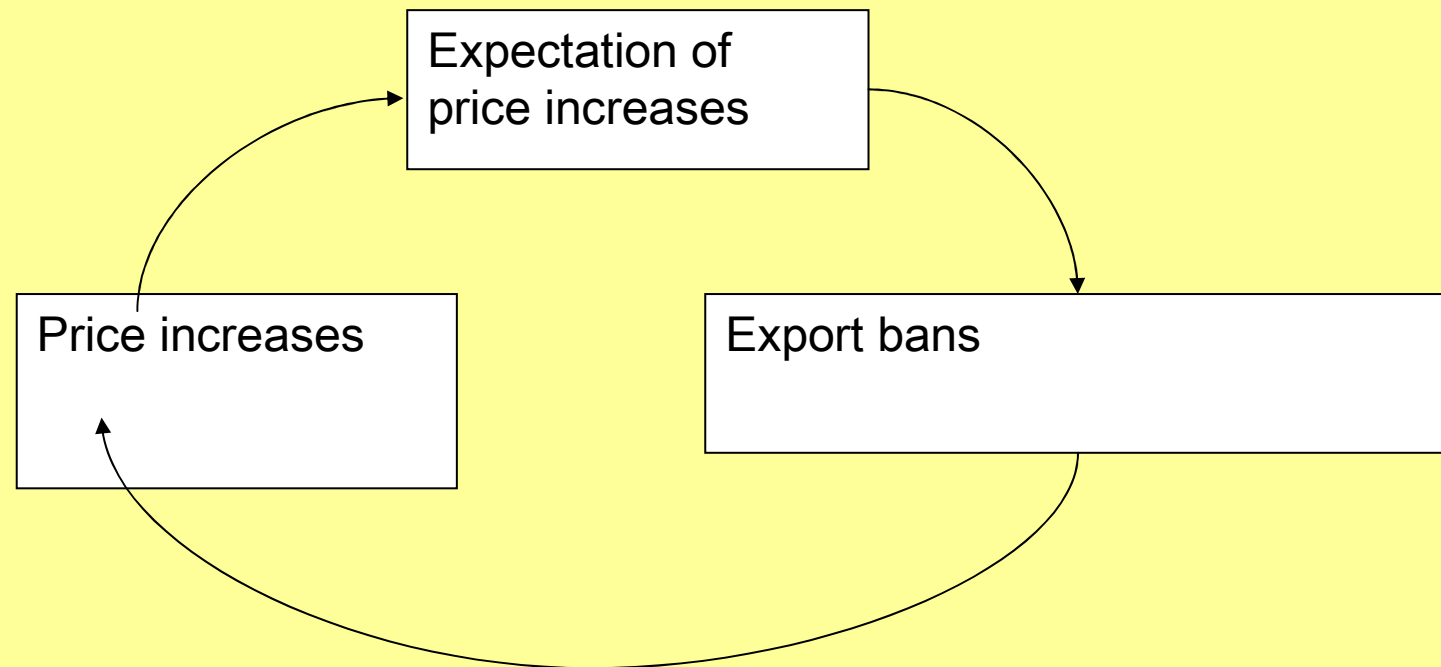 Expectation of
price increases
Price increases
Export bans